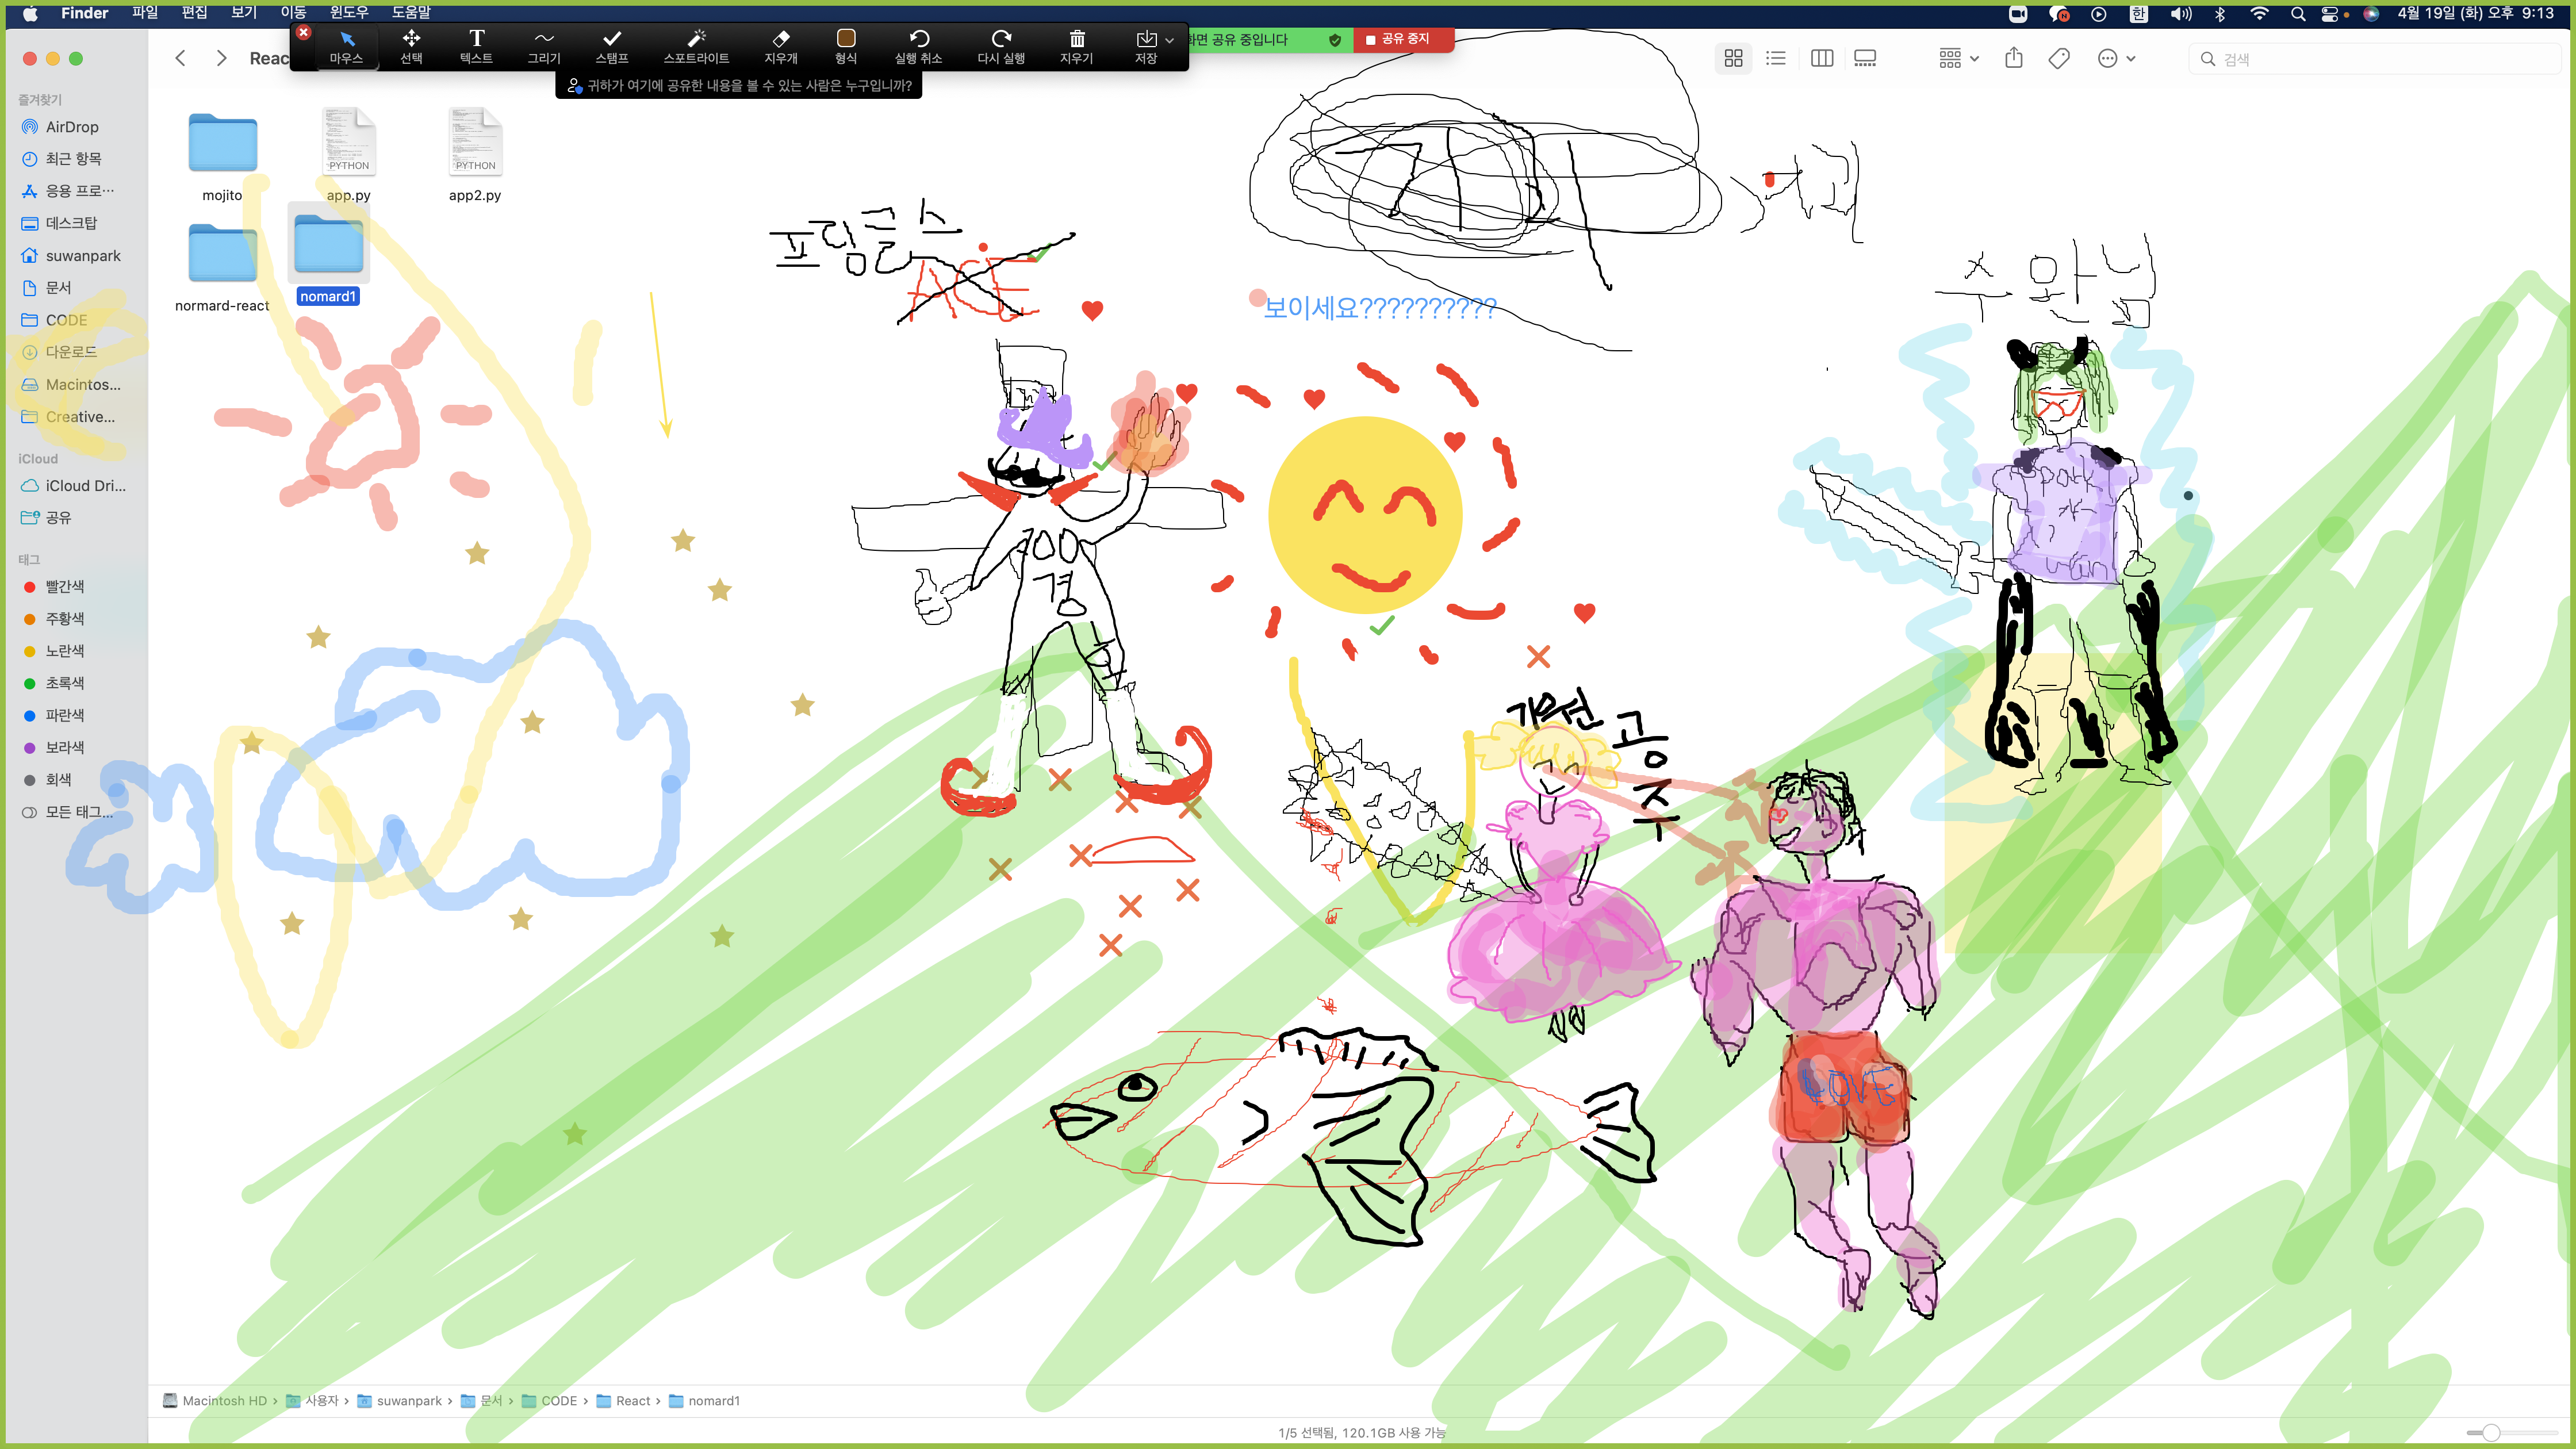 Finder 파일 편집 보기 이동 윈도우 도움말
한 4월 19일 (화) 오후 9:13
마우스 선택 텍스트 그리기 스탬프 스포트라이트 지우개 형식 실행 취소 다시 실행 지우기 저장
화면 공유 중입니다 공유 중지
귀하가 여기에 공유한 내용을 볼 수 있는 사람은 누구입니까?
Reac
검색
즐겨찾기
AirDrop
최근 항목
응용 프로…
데스크탑
suwanpark
문서
CODE
다운로드
Macintos...
Creative...
iCloud
iCloud Dri...
공유
태그
빨간색
주황색
노란색
초록색
파란색
보라색
회색
모든 태그...
mojito
app.py
PYTHON
app2.py
PYTHON
normard-react
nomard1
프링글스
ACE
보이세요??????????
수완님
100
공주
LOVE
Macintosh HD › 사용자 › suwanpark › 문서 › CODE › React › nomard1
1/5 선택됨, 120.1GB 사용 가능